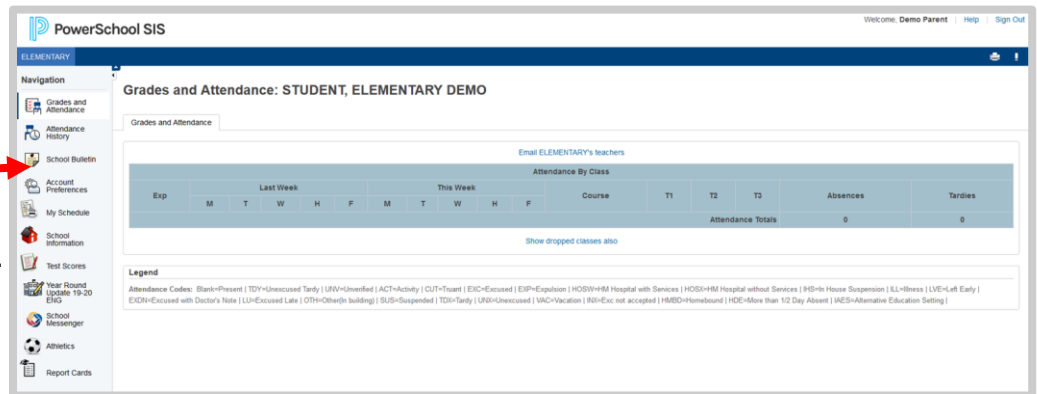 PowerSchool SIS
Welcome, Demo Parent | Help | Sign Out
ELEMENTARY
Navigation
Grades and
Attendance
Attendance
History
School Bulletin
Account
Preferences
My Schedule
School
Information
Test Scores
Year Round
Update 19-20
ENG
School
Messenger
Athletics
Report Cards
Grades and Attendance: STUDENT, ELEMENTARY DEMO
Grades and Attendance
Email ELEMENTARY's teachers
Attendance By Class
Exp Last Week This Week Course T1 T2 T3 Absences Tardies
M T W H F M T W H F
Attendance Totals 0 0
Show dropped classes also
Legend
Attendance Codes: Blank=Present | TDY=Unexcused Tardy | UNV=Unverified | ACT=Activity | CUT=Truant | EXC=Excused | EXP=Expulsion | HOSW=HM Hospital with Services | HOSX=HM Hospital without Services | IHS=In House Suspension | ILL=Illness | LVE=Left Early |
EXDN=Excused with Doctor's Note | LU=Excused Late | OTH=Other(In building) | SUS=Suspended | TDX=Tardy | UNX=Unexcused | VAC=Vacation | INX=Exc not accepted | HMBD=Homebound | HDE=More than 1/2 Day Absent | IAES=Alternative Education Setting |